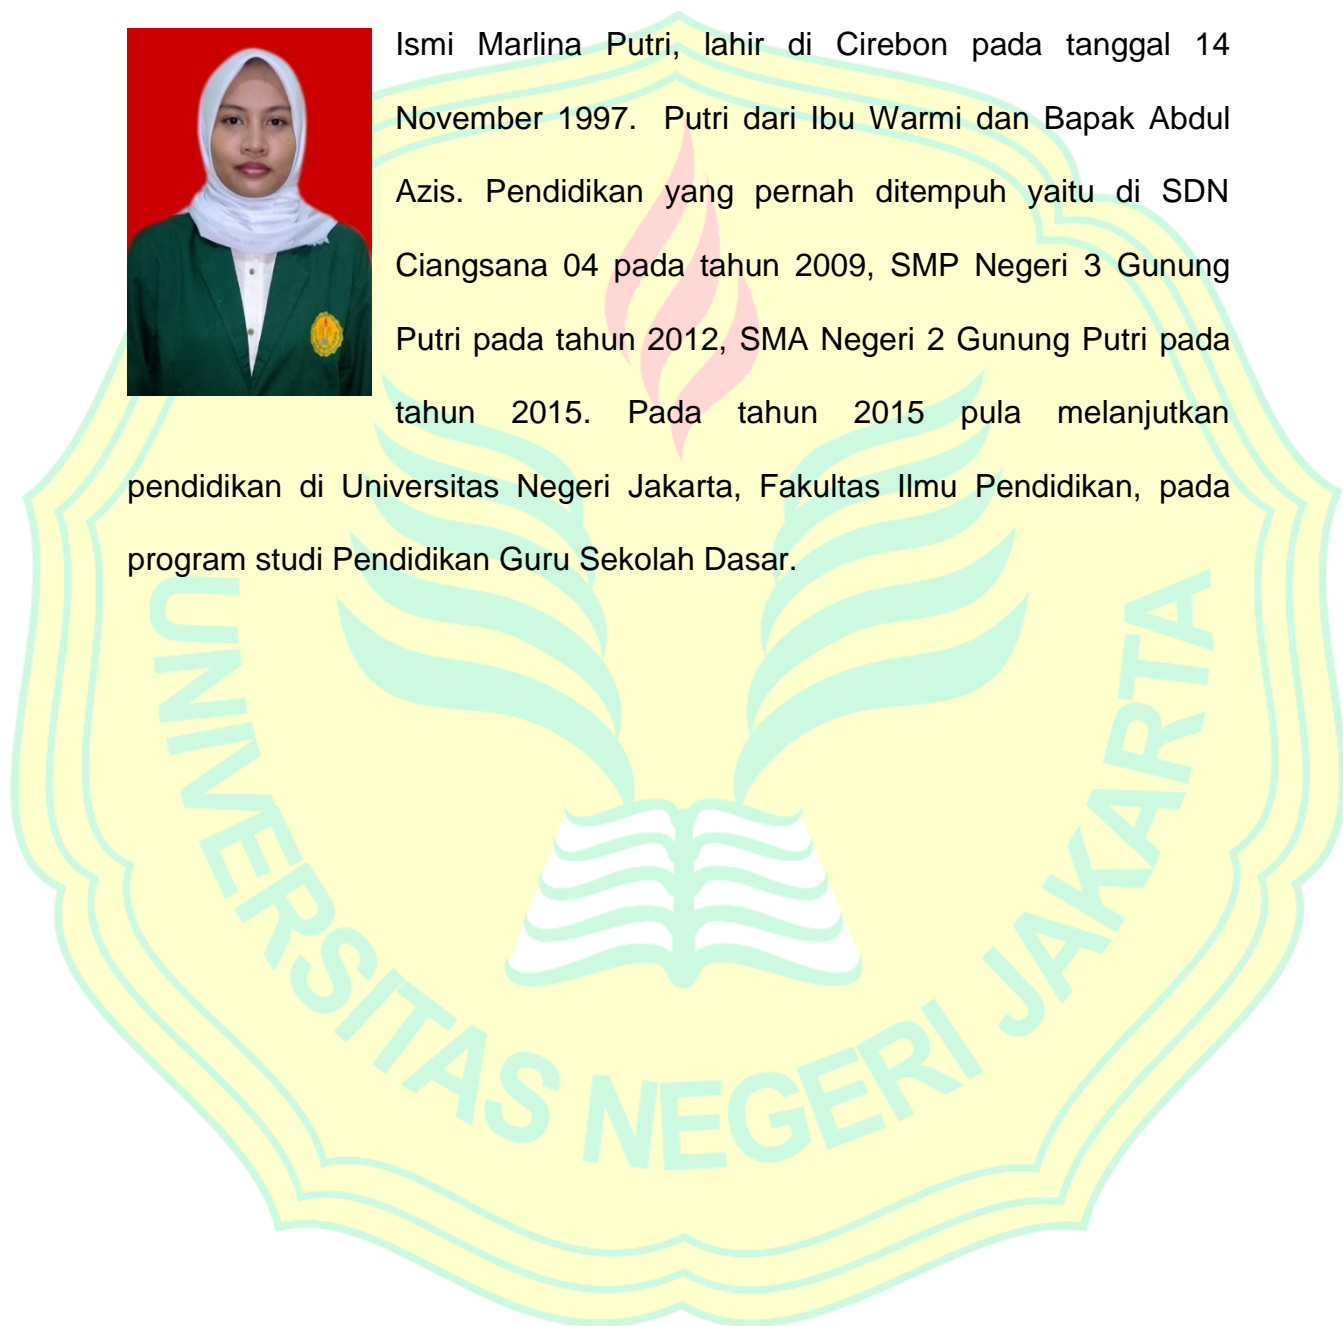 Ismi Marlina Putri, lahir di Cirebon pada tanggal 14
November 1997. Putri dari Ibu Warmi dan Bapak Abdul
Azis. Pendidikan yang pernah ditempuh yaitu di SDN
Ciangsana 04 pada tahun 2009, SMP Negeri 3 Gunung
Putri pada tahun 2012, SMA Negeri 2 Gunung Putri pada
tahun 2015. Pada tahun 2015 pula melanjutkan
pendidikan di Universitas Negeri Jakarta, Fakultas Ilmu Pendidikan, pada
program studi Pendidikan Guru Sekolah Dasar.
UNIVERSITAS NEGERI JAKARTA